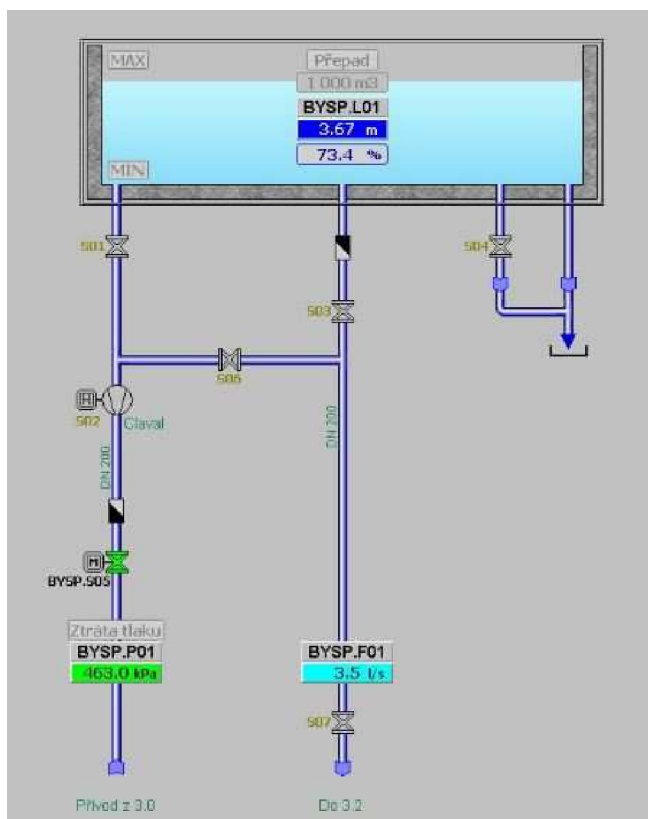 MAX
Přepad
1 000 m3
BYSP.L01
3.67 m
73.4 %
MIN
S01
S04
S03
S06
H
S02
Claval
DN 200
DN 200
M
BYSP.S05
Ztráta tlaku
BYSP.P01
463.0 kPa
BYSP.F01
3.5 l/s
S07
Přívod z 3.0
Do 3.2